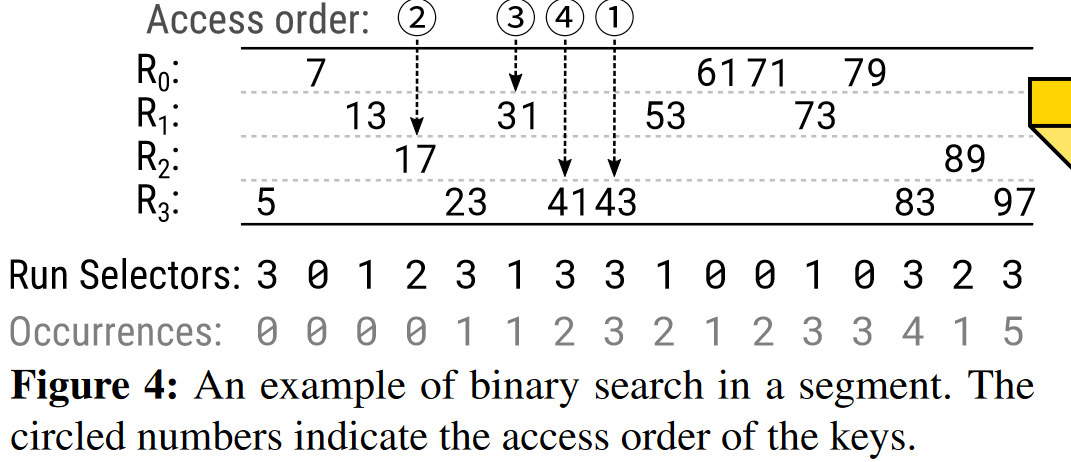 Access order: ② ③ ④ ①
R₀: 7 61 71 79
R₁: 13 31 53 73
R₂: 17 89
R₃: 5 23 41 43 83 97
Run Selectors: 3 0 1 2 3 1 3 3 1 0 0 1 0 3 2 3
Occurrences: 0 0 0 0 1 1 2 3 2 1 2 3 3 4 1 5
Figure 4: An example of binary search in a segment. The
circled numbers indicate the access order of the keys.